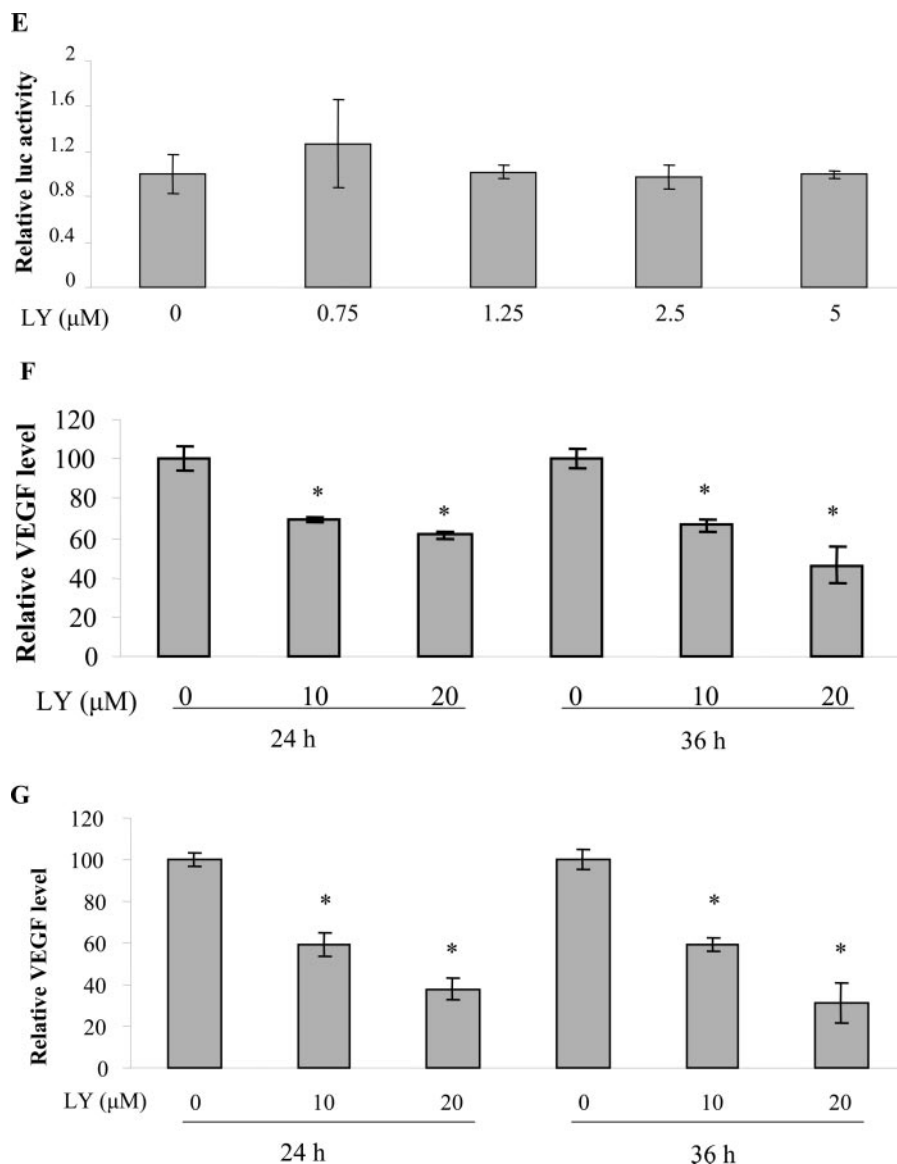 E
Relative luc activity
2
1.6
1.2
0.8
0.4
0
LY (μM) 0 0.75 1.25 2.5 5
F
Relative VEGF level
120
100
80
60
40
20
0
* * * *
LY (μM) 0 10 20 0 10 20
24 h 36 h
G
Relative VEGF level
120
100
80
60
40
20
0
* * * *
LY (μM) 0 10 20 0 10 20
24 h 36 h